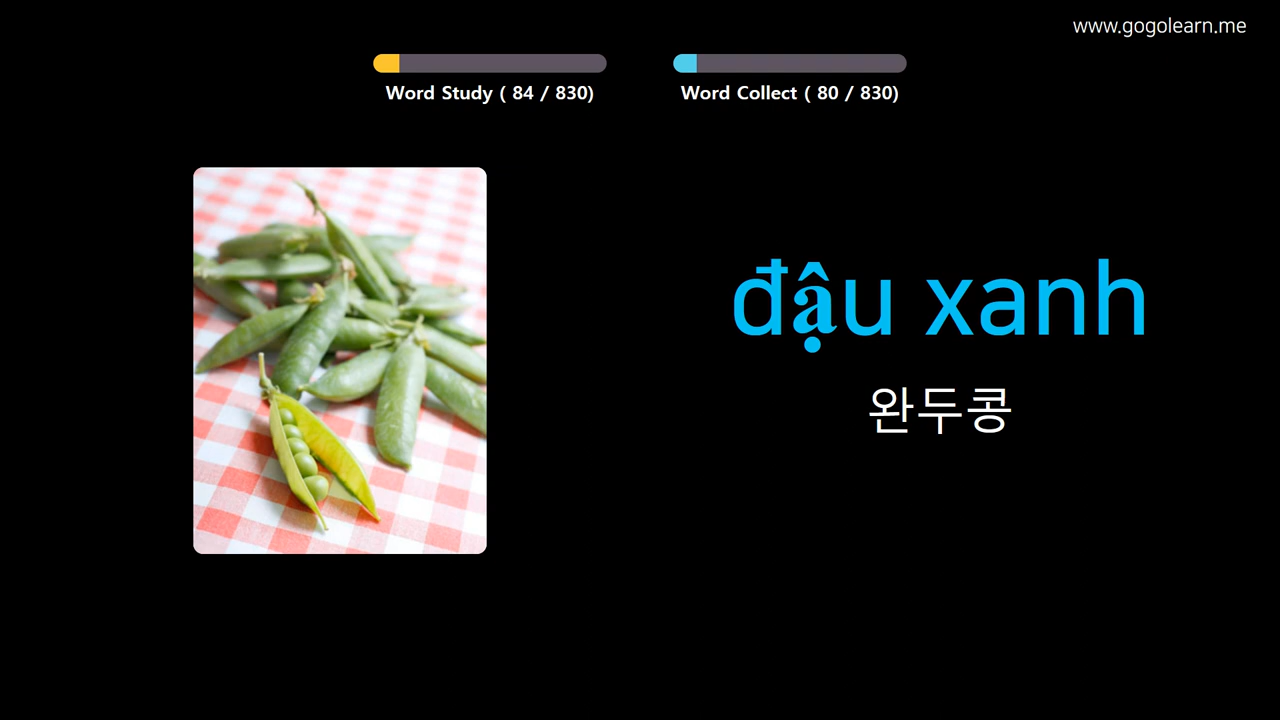 www.gogolearn.me
Word Study ( 84 / 830)
Word Collect ( 80 / 830)
đậu xanh
완두콩